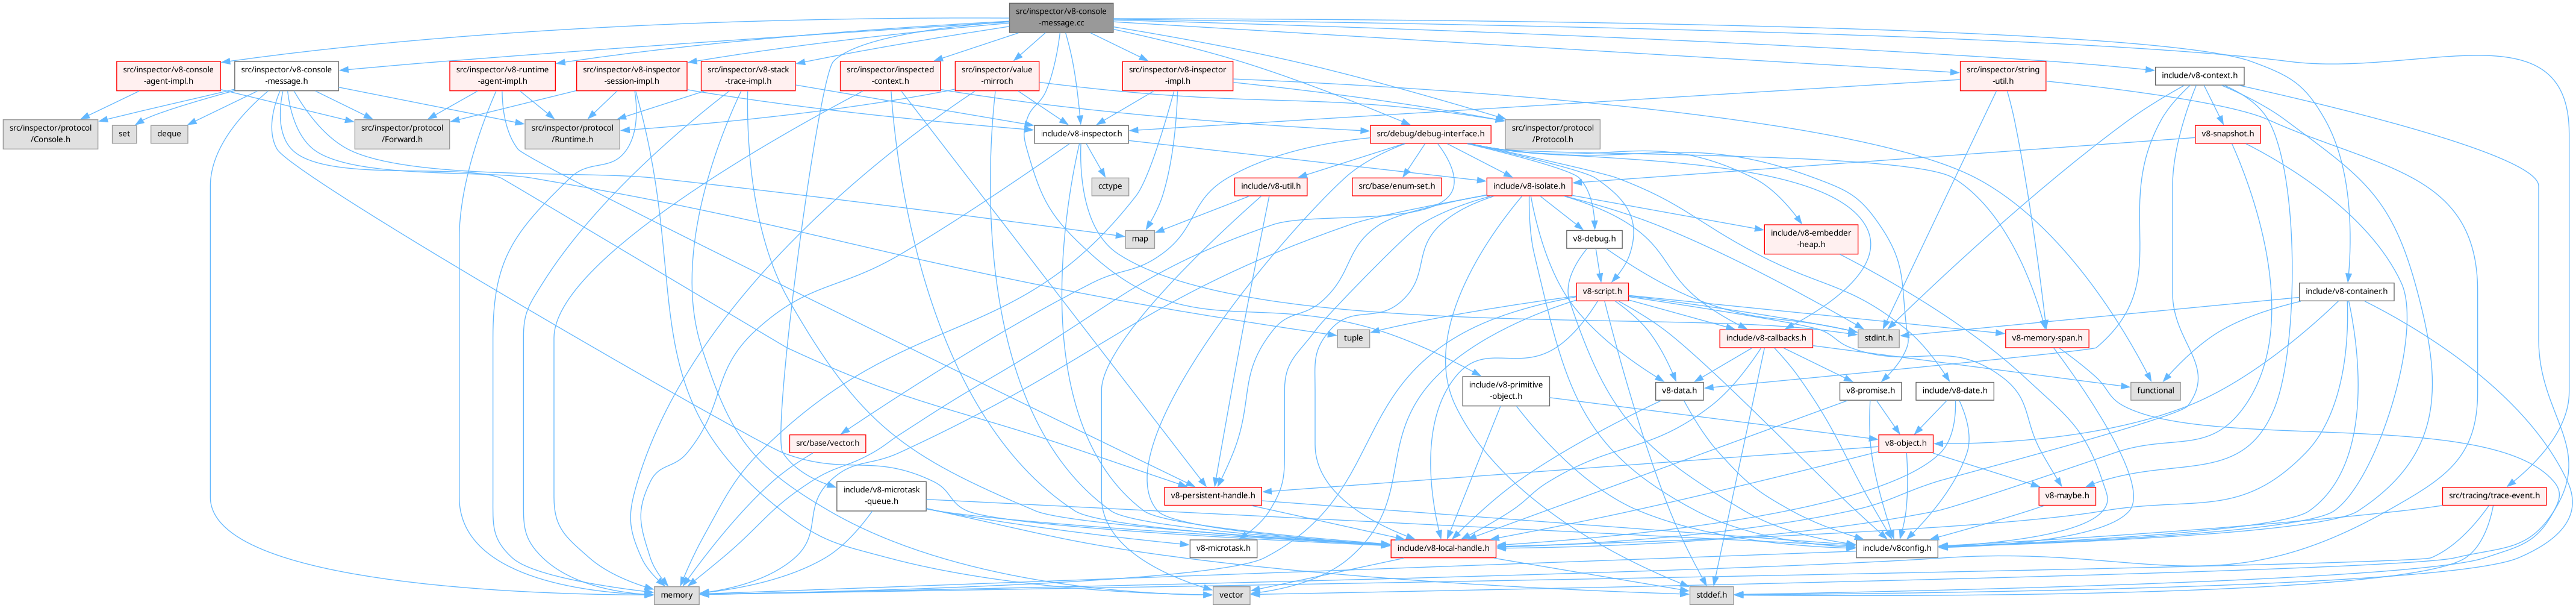 src/inspector/v8-console
-message.cc
src/inspector/v8-console
-agent-impl.h
src/inspector/v8-console
-message.h
src/inspector/v8-runtime
-agent-impl.h
src/inspector/v8-inspector
-session-impl.h
src/inspector/v8-stack
-trace-impl.h
src/inspector/inspected
-context.h
src/inspector/value
-mirror.h
src/inspector/v8-inspector
-impl.h
src/inspector/string
-util.h
include/v8-context.h
src/inspector/protocol
/Console.h
set
deque
src/inspector/protocol
/Forward.h
src/inspector/protocol
/Runtime.h
include/v8-inspector.h
src/debug/debug-interface.h
src/inspector/protocol
/Protocol.h
v8-snapshot.h
cctype
include/v8-util.h
src/base/enum-set.h
include/v8-isolate.h
map
v8-debug.h
include/v8-embedder
-heap.h
v8-script.h
include/v8-container.h
tuple
include/v8-callbacks.h
stdint.h
v8-memory-span.h
include/v8-primitive
-object.h
v8-data.h
v8-promise.h
include/v8-date.h
functional
src/base/vector.h
v8-object.h
include/v8-microtask
-queue.h
v8-persistent-handle.h
v8-maybe.h
src/tracing/trace-event.h
v8-microtask.h
include/v8-local-handle.h
include/v8config.h
memory
vector
stddef.h